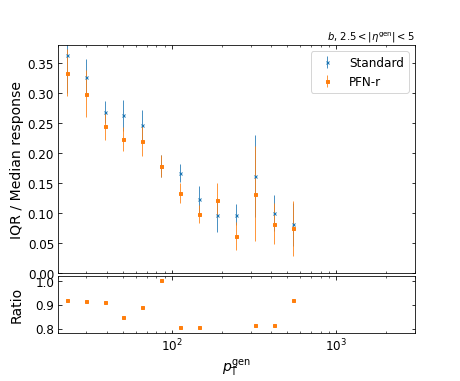 b, 2.5 < |η^gen| < 5
Standard
PFN-r
IQR / Median response
0.35
0.30
0.25
0.20
0.15
0.10
0.05
0.00
Ratio
1.0
0.9
0.8
10^2
10^3
p_T^gen